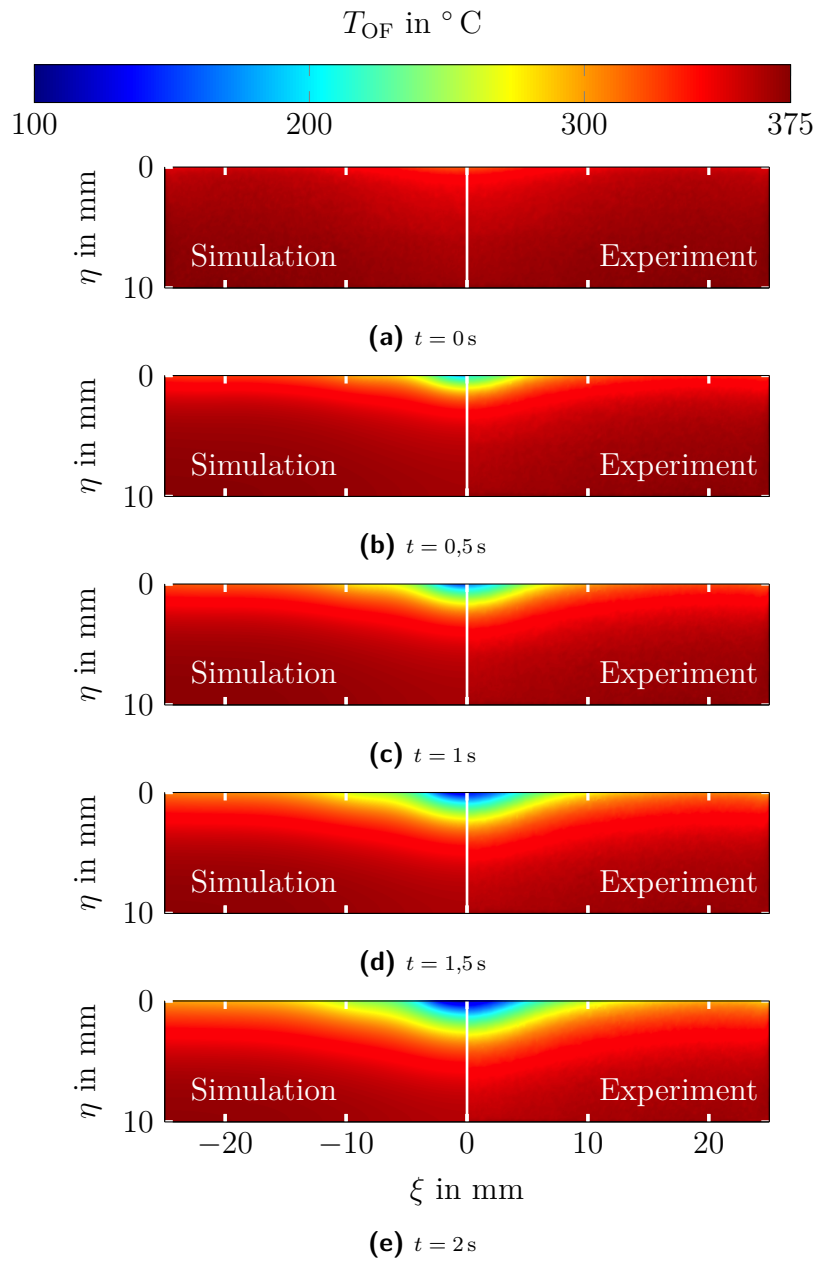 T_OF in ° C
100 200 300 375
η in mm
0
10
Simulation Experiment
(a) t = 0 s
η in mm
0
10
Simulation Experiment
(b) t = 0,5 s
η in mm
0
10
Simulation Experiment
(c) t = 1 s
η in mm
0
10
Simulation Experiment
(d) t = 1,5 s
η in mm
0
10
Simulation Experiment
−20 −10 0 10 20
ξ in mm
(e) t = 2 s